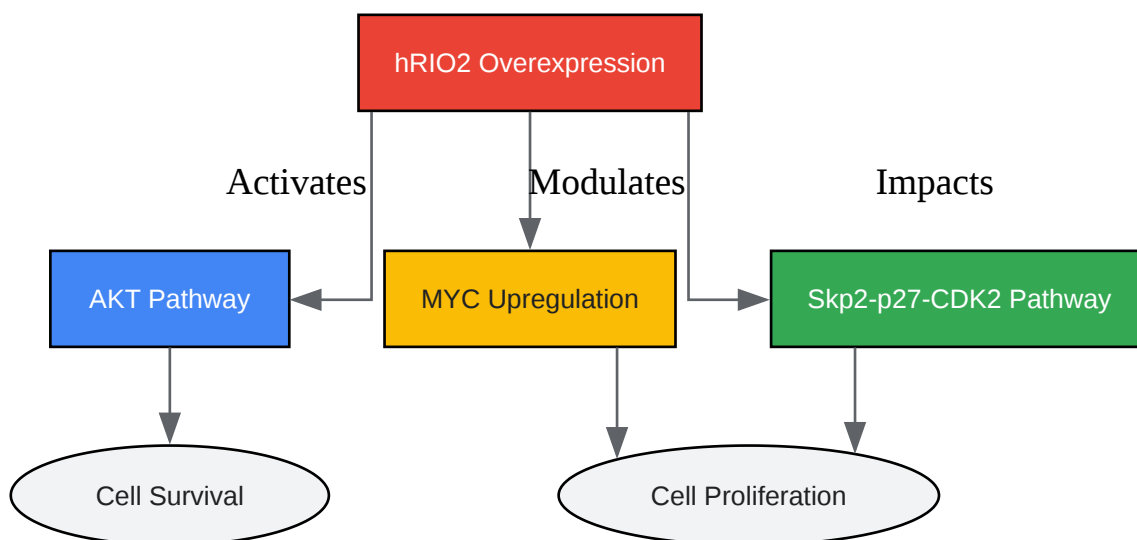 hRIO2 Overexpression
Activates
Modulates
Impacts
AKT Pathway
MYC Upregulation
Skp2-p27-CDK2 Pathway
Cell Survival
Cell Proliferation